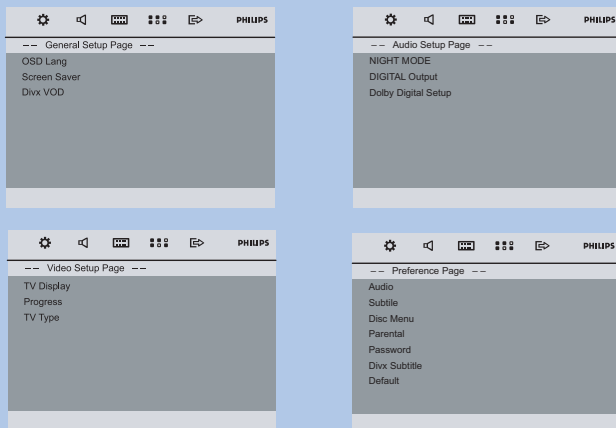 PHILIPS
-- General Setup Page --
OSD Lang
Screen Saver
Divx VOD
PHILIPS
-- Audio Setup Page --
NIGHT MODE
DIGITAL Output
Dolby Digital Setup
PHILIPS
-- Video Setup Page --
TV Display
Progress
TV Type
PHILIPS
-- Preference Page --
Audio
Subtile
Disc Menu
Parental
Password
Divx Subtitle
Default